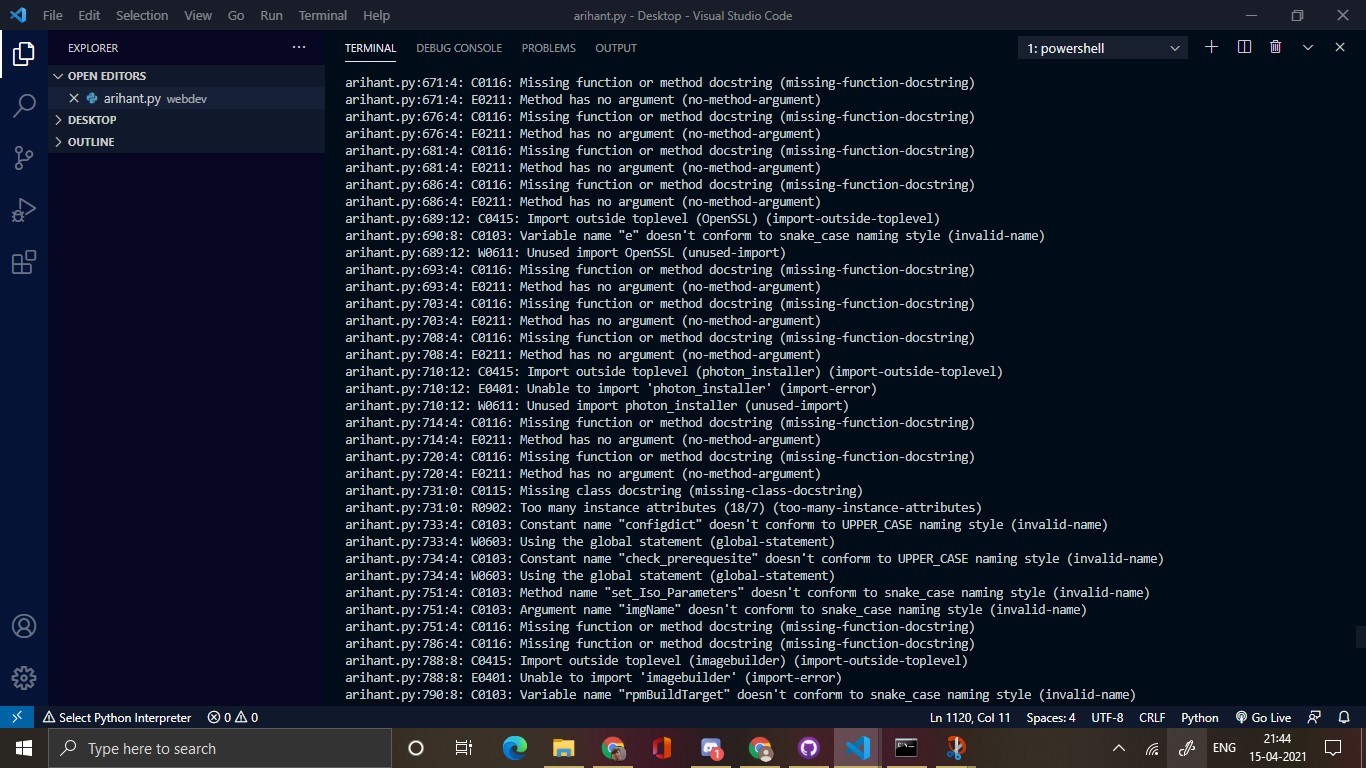 File Edit Selection View Go Run Terminal Help
arihant.py - Desktop - Visual Studio Code
EXPLORER
OPEN EDITORS
arihant.py webdev
DESKTOP
OUTLINE
TERMINAL DEBUG CONSOLE PROBLEMS OUTPUT
1: powershell
arihant.py:671:4: C0116: Missing function or method docstring (missing-function-docstring)
arihant.py:671:4: E0211: Method has no argument (no-method-argument)
arihant.py:676:4: C0116: Missing function or method docstring (missing-function-docstring)
arihant.py:676:4: E0211: Method has no argument (no-method-argument)
arihant.py:681:4: C0116: Missing function or method docstring (missing-function-docstring)
arihant.py:681:4: E0211: Method has no argument (no-method-argument)
arihant.py:686:4: C0116: Missing function or method docstring (missing-function-docstring)
arihant.py:686:4: E0211: Method has no argument (no-method-argument)
arihant.py:689:12: C0415: Import outside toplevel (OpenSSL) (import-outside-toplevel)
arihant.py:690:8: C0103: Variable name "e" doesn't conform to snake_case naming style (invalid-name)
arihant.py:689:12: W0611: Unused import OpenSSL (unused-import)
arihant.py:693:4: C0116: Missing function or method docstring (missing-function-docstring)
arihant.py:693:4: E0211: Method has no argument (no-method-argument)
arihant.py:703:4: C0116: Missing function or method docstring (missing-function-docstring)
arihant.py:703:4: E0211: Method has no argument (no-method-argument)
arihant.py:708:4: C0116: Missing function or method docstring (missing-function-docstring)
arihant.py:708:4: E0211: Method has no argument (no-method-argument)
arihant.py:710:12: C0415: Import outside toplevel (photon_installer) (import-outside-toplevel)
arihant.py:710:12: E0401: Unable to import 'photon_installer' (import-error)
arihant.py:710:12: W0611: Unused import photon_installer (unused-import)
arihant.py:714:4: C0116: Missing function or method docstring (missing-function-docstring)
arihant.py:714:4: E0211: Method has no argument (no-method-argument)
arihant.py:720:4: C0116: Missing function or method docstring (missing-function-docstring)
arihant.py:720:4: E0211: Method has no argument (no-method-argument)
arihant.py:731:0: C0115: Missing class docstring (missing-class-docstring)
arihant.py:731:0: R0902: Too many instance attributes (18/7) (too-many-instance-attributes)
arihant.py:733:4: C0103: Constant name "configdict" doesn't conform to UPPER_CASE naming style (invalid-name)
arihant.py:733:4: W0603: Using the global statement (global-statement)
arihant.py:734:4: C0103: Constant name "check_prerequesite" doesn't conform to UPPER_CASE naming style (invalid-name)
arihant.py:734:4: W0603: Using the global statement (global-statement)
arihant.py:751:4: C0103: Method name "set_Iso_Parameters" doesn't conform to snake_case naming style (invalid-name)
arihant.py:751:4: C0103: Argument name "imgName" doesn't conform to snake_case naming style (invalid-name)
arihant.py:751:4: C0116: Missing function or method docstring (missing-function-docstring)
arihant.py:786:4: C0116: Missing function or method docstring (missing-function-docstring)
arihant.py:788:8: C0415: Import outside toplevel (imagebuilder) (import-outside-toplevel)
arihant.py:788:8: E0401: Unable to import 'imagebuilder' (import-error)
arihant.py:790:8: C0103: Variable name "rpmBuildTarget" doesn't conform to snake_case naming style (invalid-name)
Select Python Interpreter 0 0
Ln 1120, Col 11 Spaces: 4 UTF-8 CRLF Python Go Live
Type here to search
1
ENG
21:44
15-04-2021